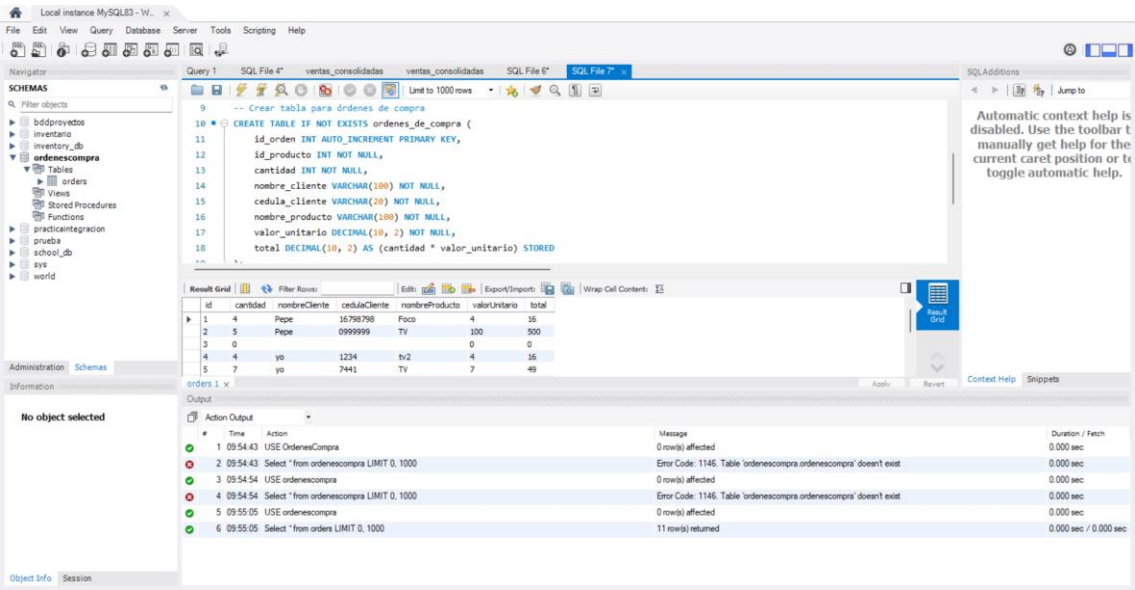 Local instance MySQL83 - W... ×
File Edit View Query Database Server Tools Scripting Help
Navigator
SCHEMAS
Filter objects
bddproyectos
inventario
inventory_db
ordenescompra
Tables
orders
Views
Stored Procedures
Functions
practicaintegracion
prueba
school_db
sys
world
Administration Schemas
Information
No object selected
Object Info Session
Query 1 SQL File 4* ventas_consolidadas ventas_consolidadas SQL File 6* SQL File 7* ×
Limit to 1000 rows
9 -- Crear tabla para órdenes de compra
10 CREATE TABLE IF NOT EXISTS ordenes_de_compra (
11 id_orden INT AUTO_INCREMENT PRIMARY KEY,
12 id_producto INT NOT NULL,
13 cantidad INT NOT NULL,
14 nombre_cliente VARCHAR(100) NOT NULL,
15 cedula_cliente VARCHAR(20) NOT NULL,
16 nombre_producto VARCHAR(100) NOT NULL,
17 valor_unitario DECIMAL(10, 2) NOT NULL,
18 total DECIMAL(10, 2) AS (cantidad * valor_unitario) STORED
Result Grid Filter Rows: Edit: Export/Import: Wrap Cell Content:
id cantidad nombreCliente cedulaCliente nombreProducto valorUnitario total
1 4 Pepe 16798798 Foco 4 16
2 5 Pepe 0999999 TV 100 500
3 0 0 0
4 4 yo 1234 tv2 4 16
5 7 yo 7441 TV 7 49
Result
Grid
orders 1 × Apply Revert
Output
Action Output
# Time Action Message Duration / Fetch
1 09:54:43 USE OrdenesCompra 0 row(s) affected 0.000 sec
2 09:54:43 Select * from ordenescompra LIMIT 0, 1000 Error Code: 1146. Table 'ordenescompra.ordenescompra' doesn't exist 0.000 sec
3 09:54:54 USE ordenescompra 0 row(s) affected 0.000 sec
4 09:54:54 Select * from ordenescompra LIMIT 0, 1000 Error Code: 1146. Table 'ordenescompra.ordenescompra' doesn't exist 0.000 sec
5 09:55:05 USE ordenescompra 0 row(s) affected 0.000 sec
6 09:55:05 Select * from orders LIMIT 0, 1000 11 row(s) returned 0.000 sec / 0.000 sec
SQLAdditions
Jump to
Automatic context help is
disabled. Use the toolbar t
manually get help for the
current caret position or to
toggle automatic help.
Context Help Snippets